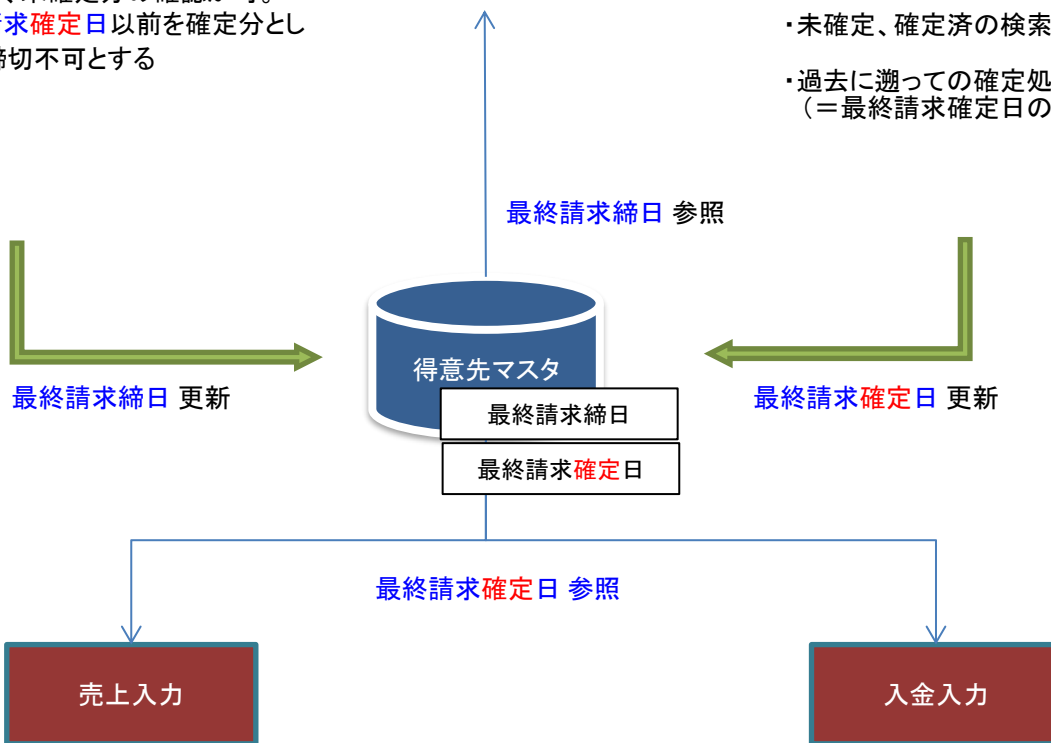 求確定日以前を確定分とし
切不可とする
・未確定、確定済の検索
・過去に遡っての確定処
（＝最終請求確定日の
最終請求締日 参照
得意先マスタ
最終請求締日 更新
最終請求締日
最終請求確定日 更新
最終請求確定日
最終請求確定日 参照
売上入力
入金入力